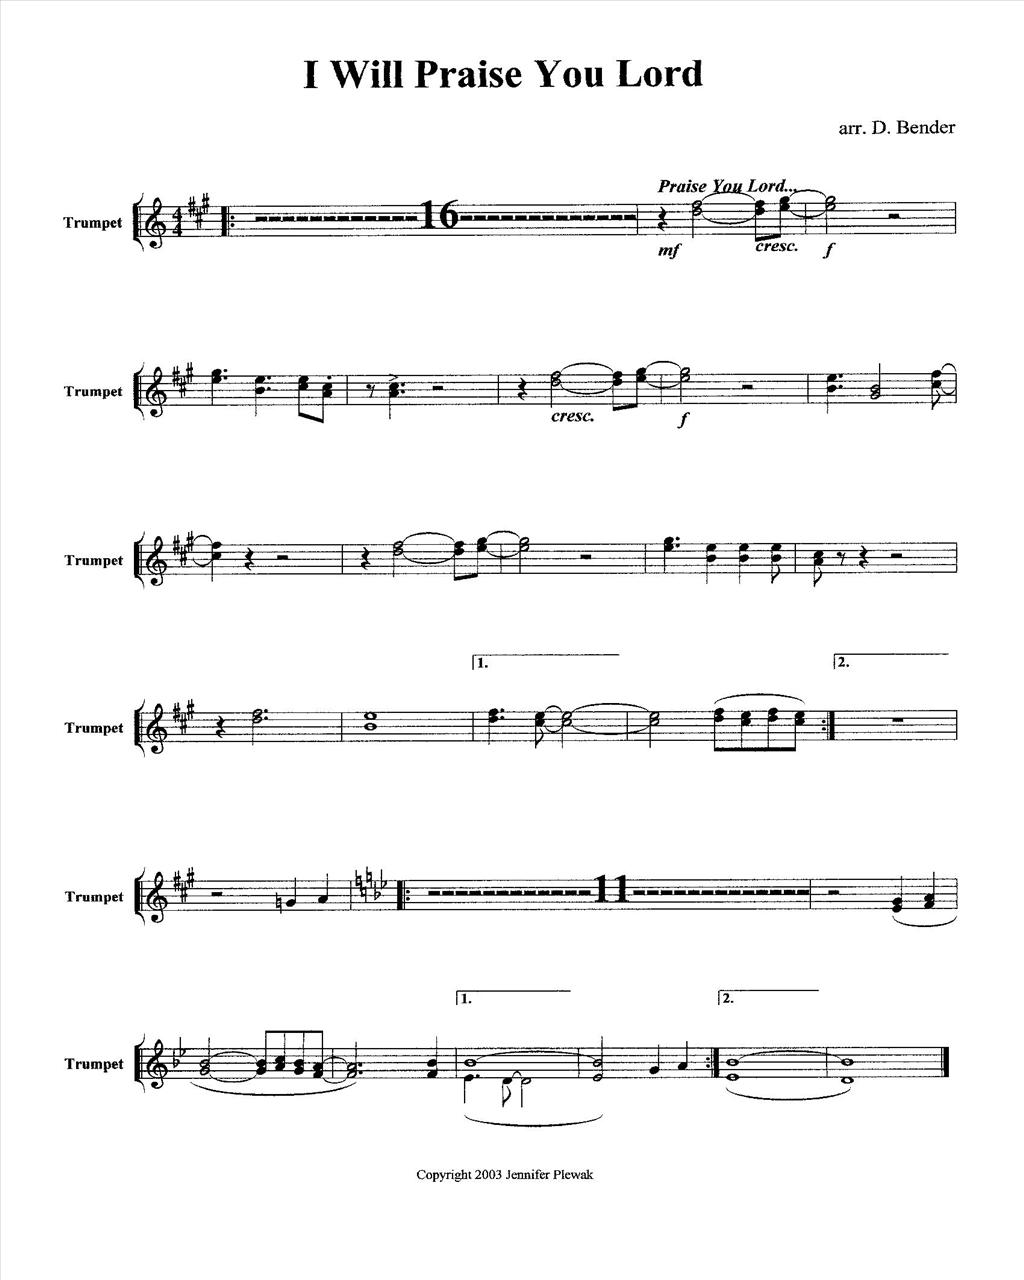 I Will Praise You Lord
arr. D. Bender
Praise You Lord...
Trumpet
4
4
16
mf cresc. f
Trumpet
cresc. f
Trumpet
1. 2.
Trumpet
Trumpet
11
1. 2.
Trumpet
Copyright 2003 Jennifer Plewak